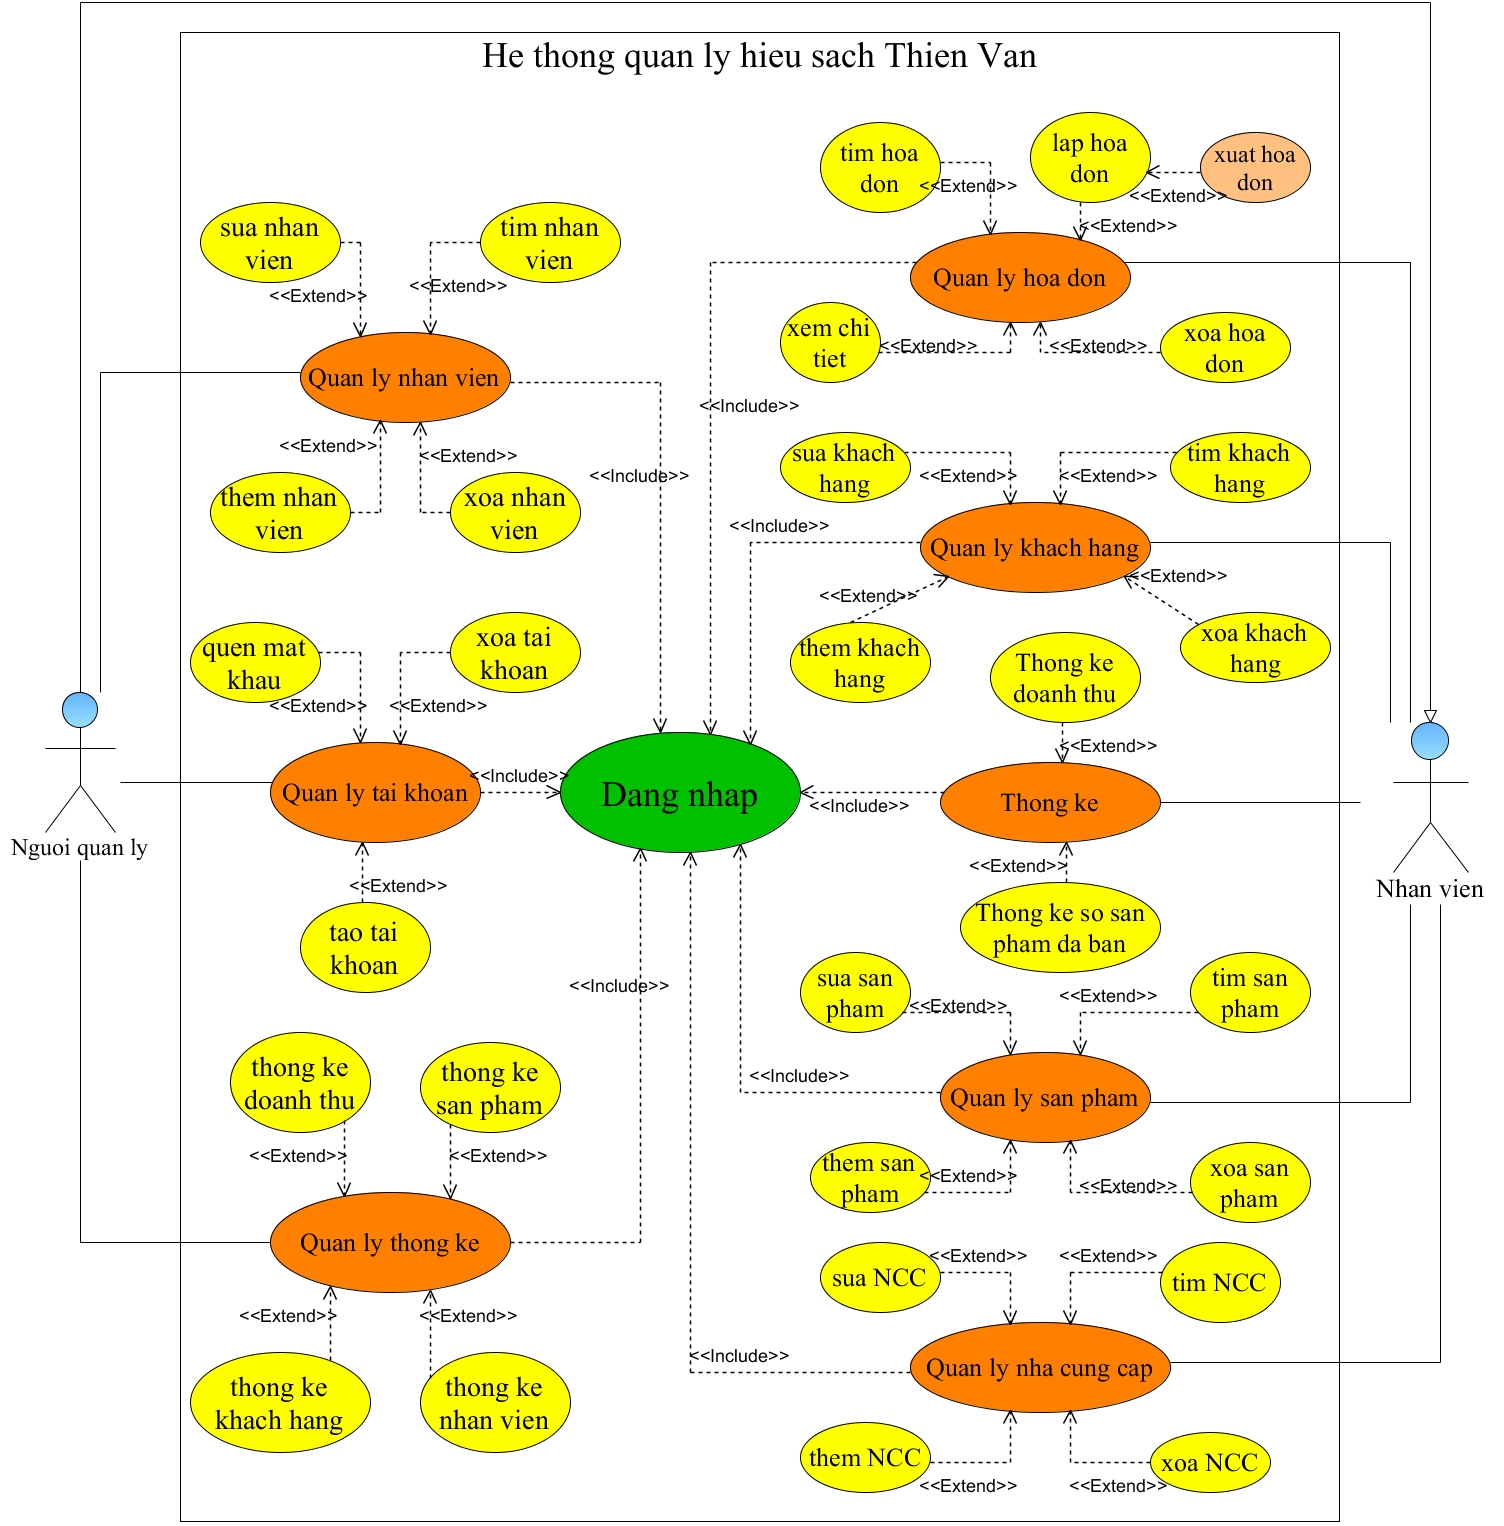 He thong quan ly hieu sach Thien Van
tim hoa
don
<<Extend>>
lap hoa
don
<<Extend>>
xuat hoa
don
<<Extend>>
Quan ly hoa don
xem chi
tiet
<<Extend>>
<<Extend>>
xoa hoa
don
<<Include>>
sua nhan
vien
<<Extend>>
tim nhan
vien
<<Extend>>
Quan ly nhan vien
<<Extend>>
them nhan
vien
<<Extend>>
xoa nhan
vien
<<Include>>
sua khach
hang
<<Extend>>
<<Extend>>
tim khach
hang
<<Include>>
Quan ly khach hang
<<Extend>>
them khach
hang
<<Extend>>
xoa khach
hang
quen mat
khau
<<Extend>>
xoa tai
khoan
<<Extend>>
Quan ly tai khoan
<<Include>>
<<Extend>>
tao tai
khoan
Dang nhap
Thong ke
doanh thu
<<Extend>>
Thong ke
<<Include>>
<<Extend>>
Thong ke so san
pham da ban
Nguoi quan ly
Nhan vien
sua san
pham
<<Extend>>
<<Extend>>
tim san
pham
<<Include>>
Quan ly san pham
them san
pham
<<Extend>>
<<Extend>>
xoa san
pham
<<Include>>
thong ke
doanh thu
<<Extend>>
thong ke
san pham
<<Extend>>
Quan ly thong ke
<<Extend>>
thong ke
khach hang
<<Extend>>
thong ke
nhan vien
sua NCC
<<Extend>>
<<Extend>>
tim NCC
<<Include>>
Quan ly nha cung cap
them NCC
<<Extend>>
<<Extend>>
xoa NCC